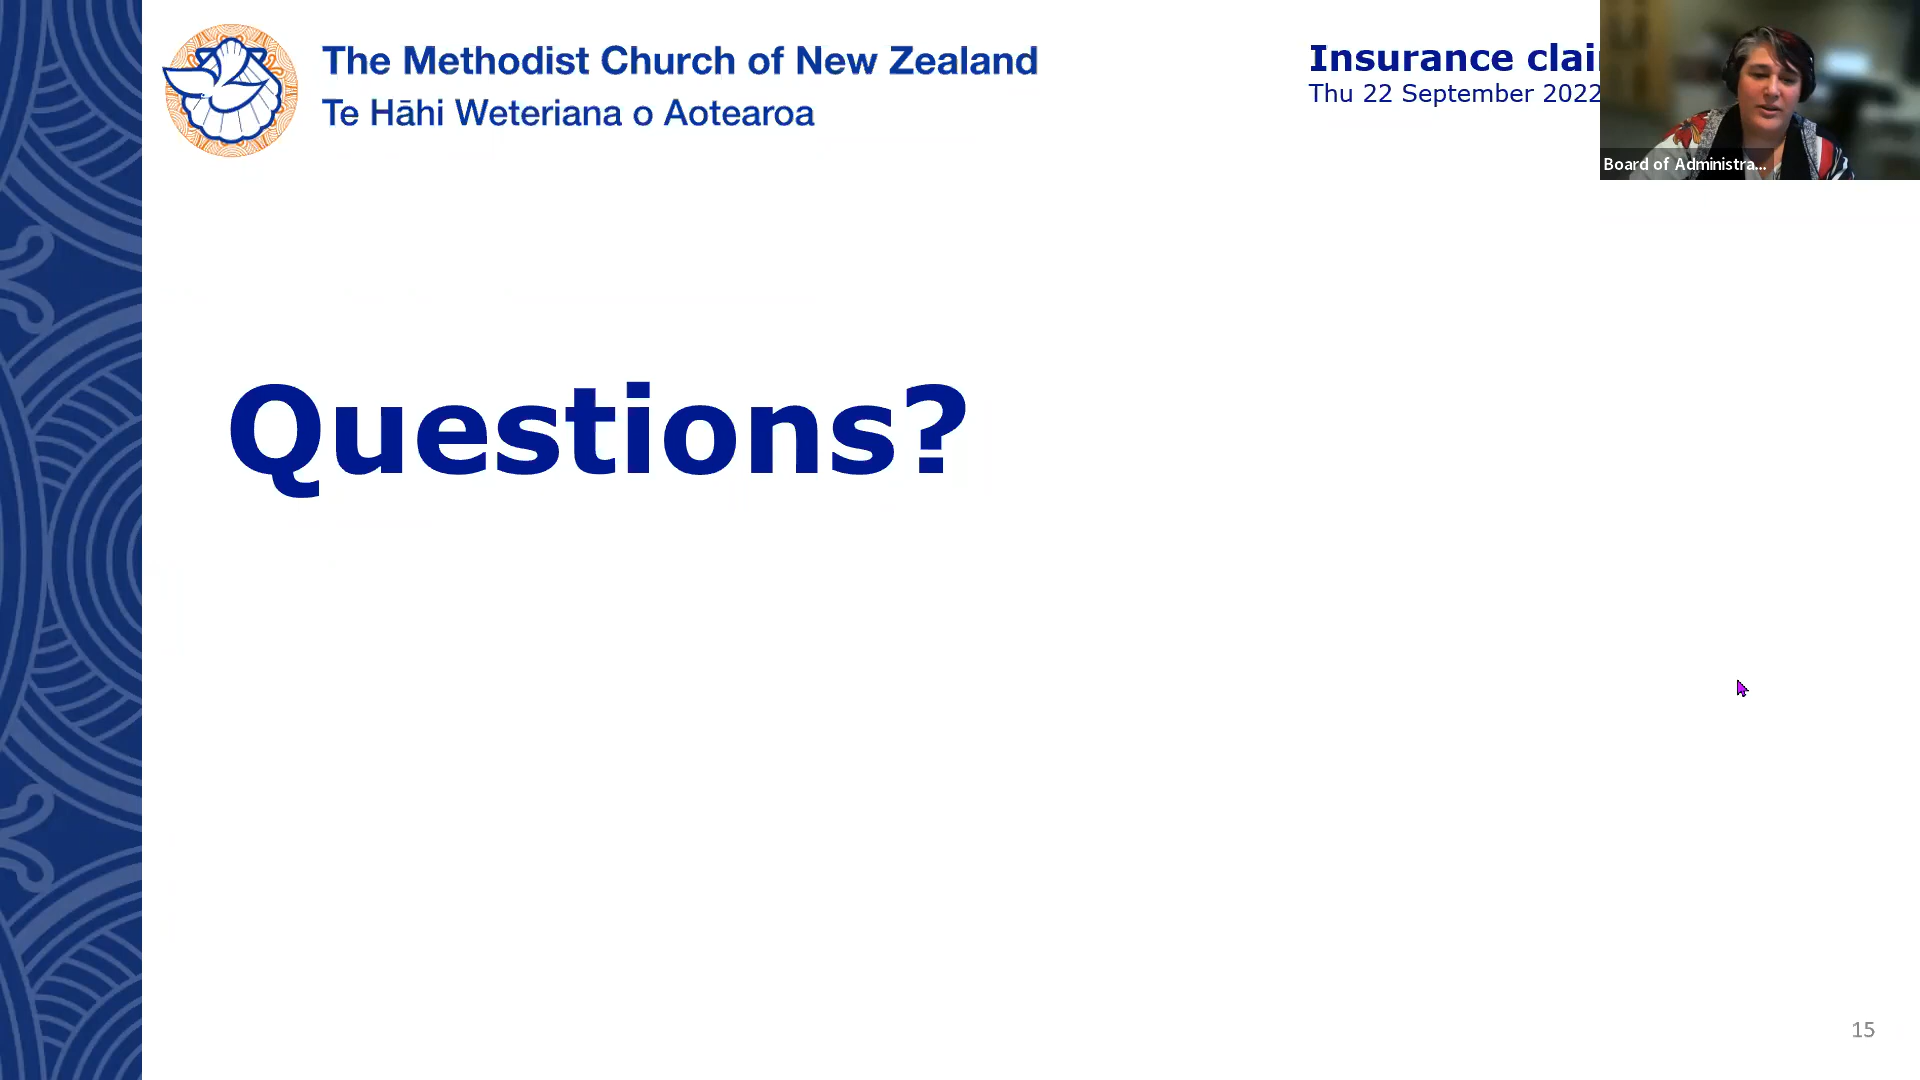 The Methodist Church of New Zealand
Te Hāhi Weteriana o Aotearoa
Insurance clai
Thu 22 September 2022
Board of Administra...
Questions?
15